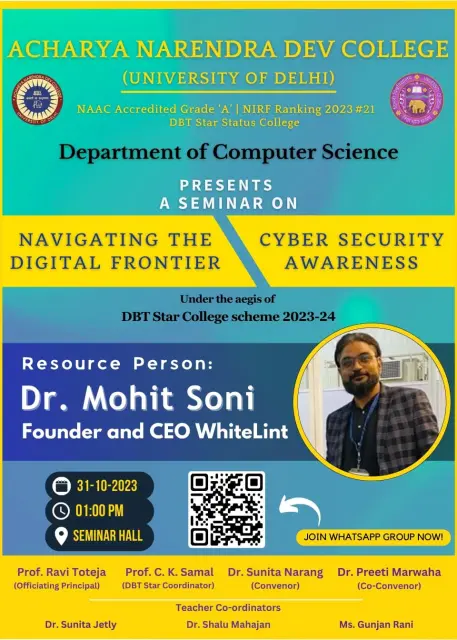 ACHARYA NARENDRA DEV COLLEGE
(UNIVERSITY OF DELHI)
NAAC Accredited Grade 'A' | NIRF Ranking 2023 #21
DBT Star Status College
Department of Computer Science
PRESENTS
A SEMINAR ON
NAVIGATING THE
DIGITAL FRONTIER
CYBER SECURITY
AWARENESS
Under the aegis of
DBT Star College scheme 2023-24
Resource Person:
Dr. Mohit Soni
Founder and CEO WhiteLint
31-10-2023
01:00 PM
SEMINAR HALL
JOIN WHATSAPP GROUP NOW!
Prof. Ravi Toteja
(Officiating Principal)
Prof. C. K. Samal
(DBT Star Coordinator)
Dr. Sunita Narang
(Convenor)
Dr. Preeti Marwaha
(Co-Convenor)
Teacher Co-ordinators
Dr. Sunita Jetly
Dr. Shalu Mahajan
Ms. Gunjan Rani